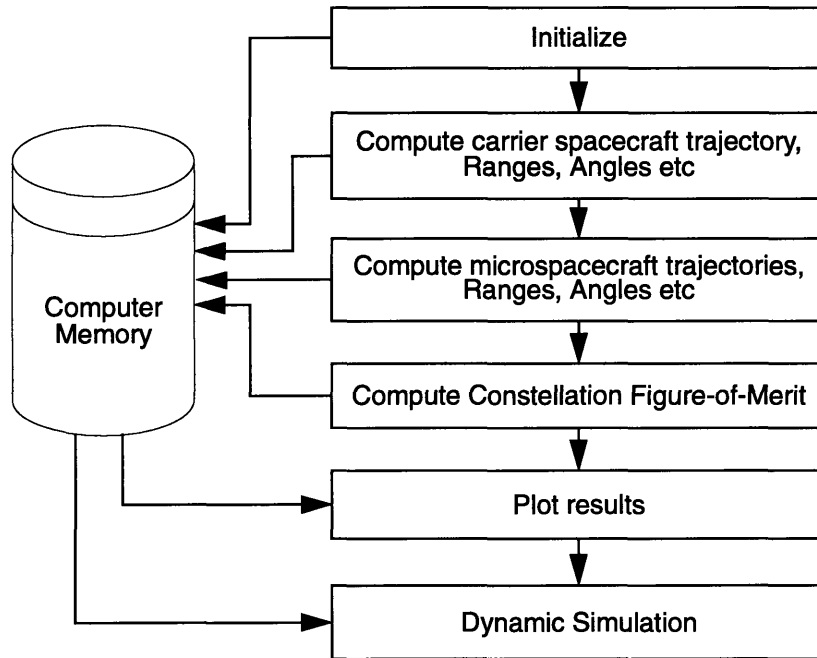 Initialize
Compute carrier spacecraft trajectory,
Ranges, Angles etc
Compute microspacecraft trajectories,
Ranges, Angles etc
Computer
Memory
Compute Constellation Figure-of-Merit
Plot results
Dynamic Simulation